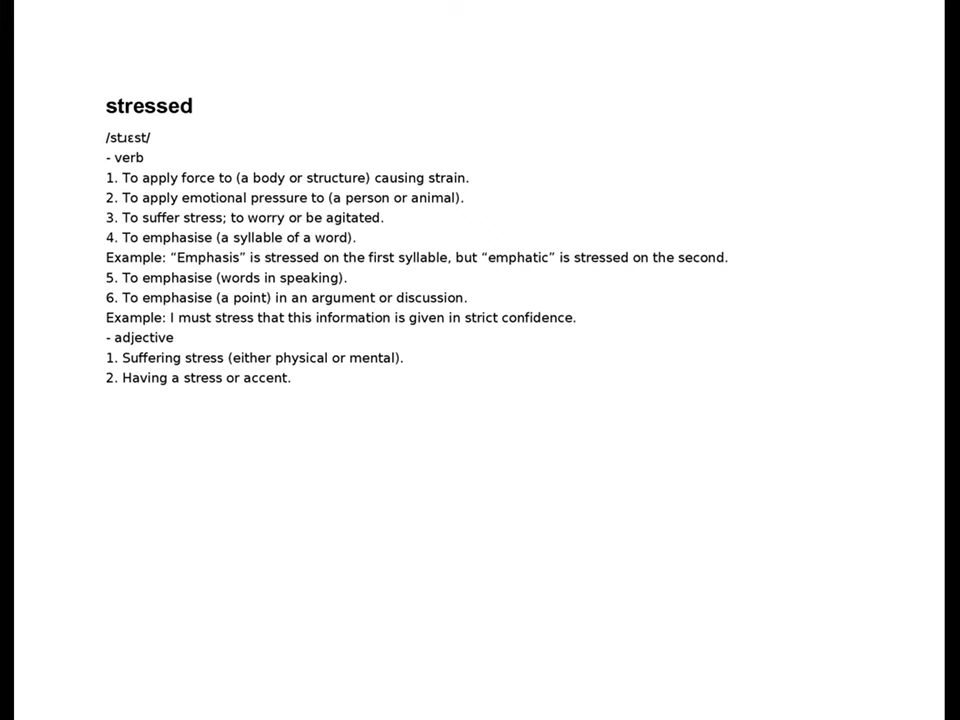 stressed
/stɹɛst/
- verb
1. To apply force to (a body or structure) causing strain.
2. To apply emotional pressure to (a person or animal).
3. To suffer stress; to worry or be agitated.
4. To emphasise (a syllable of a word).
Example: “Emphasis” is stressed on the first syllable, but “emphatic” is stressed on the second.
5. To emphasise (words in speaking).
6. To emphasise (a point) in an argument or discussion.
Example: I must stress that this information is given in strict confidence.
- adjective
1. Suffering stress (either physical or mental).
2. Having a stress or accent.